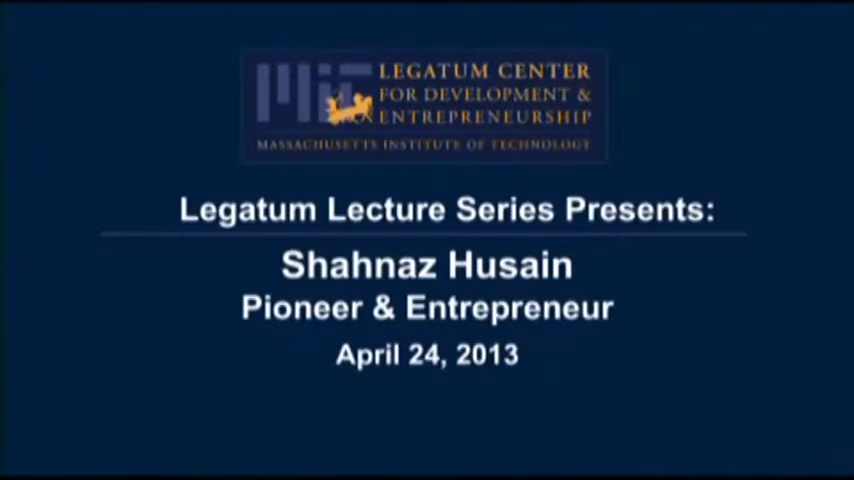 MIT LEGATUM CENTER
FOR DEVELOPMENT &
ENTREPRENEURSHIP
MASSACHUSETTS INSTITUTE OF TECHNOLOGY
Legatum Lecture Series Presents:
Shahnaz Husain
Pioneer & Entrepreneur
April 24, 2013